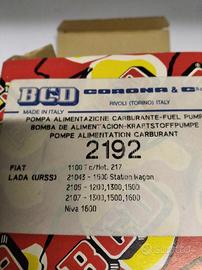 BCD CORONA & C
MADE IN ITALY
RIVOLI (TORINO) ITALY
POMPA ALIMENTAZIONE CARBURANTE-FUEL PUMP
BOMBA DE ALIMENTACION-KRAFTSTOFFPUMPE
POMPE ALIMENTATION CARBURANT
2192
FIAT 1100 Tc/Mot. 217
LADA (URSS) 21043 - 1500 Station Wagon
2105 - 1200,1300,1500
2107 - 1300,1500,1600
Niva 1600
subito